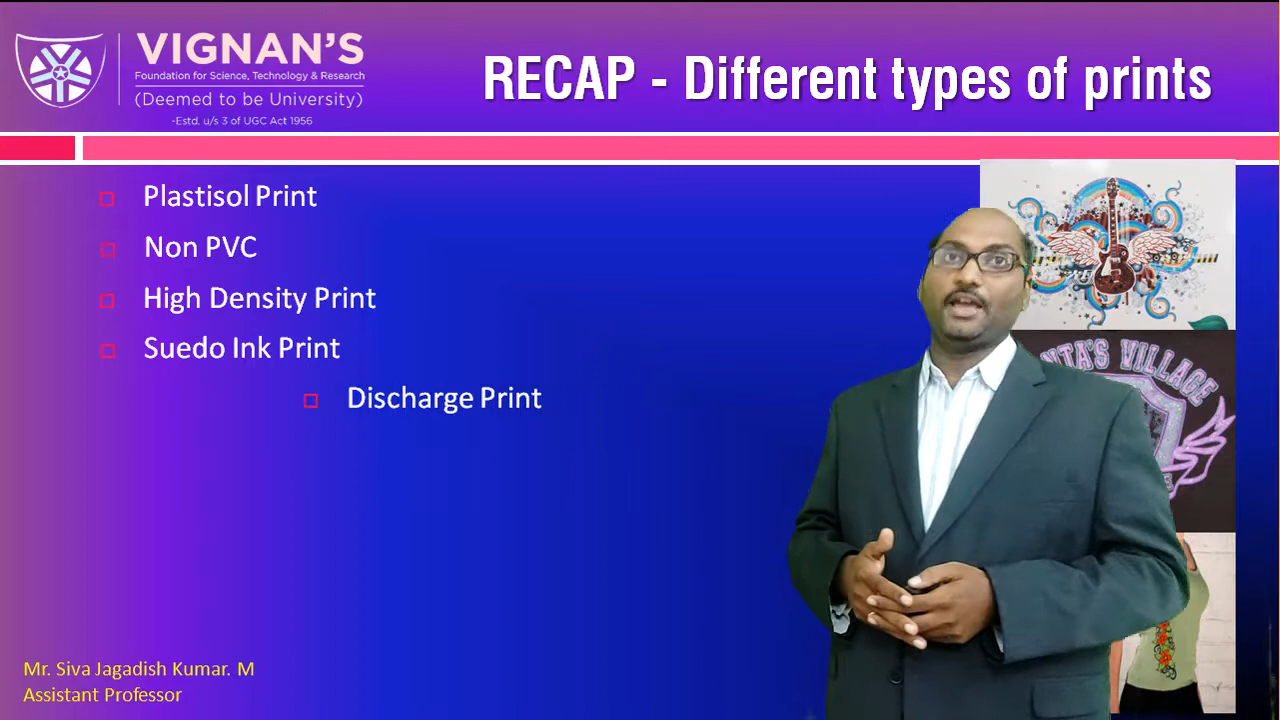 VIGNAN'S
Foundation for Science, Technology & Research
(Deemed to be University)
-Estd. u/s 3 of UGC Act 1956
RECAP - Different types of prints
Plastisol Print
Non PVC
High Density Print
Suedo Ink Print
Discharge Print
VILLAGE
Mr. Siva Jagadish Kumar. M
Assistant Professor